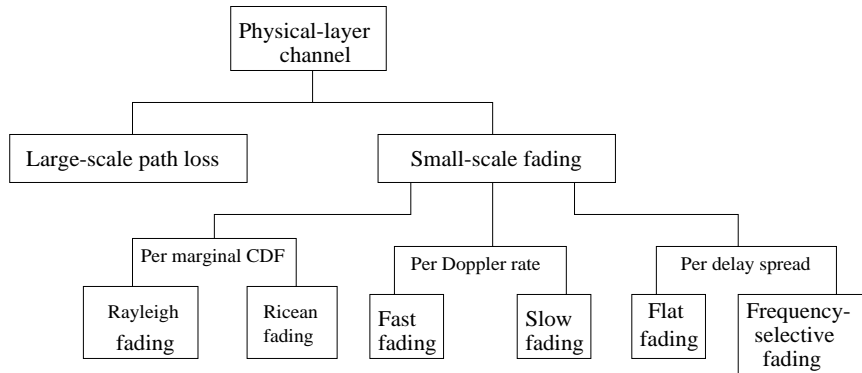 Physical-layer
channel
Large-scale path loss
Small-scale fading
Per marginal CDF
Per Doppler rate
Per delay spread
Rayleigh
fading
Ricean
fading
Fast
fading
Slow
fading
Flat
fading
Frequency-
selective
fading